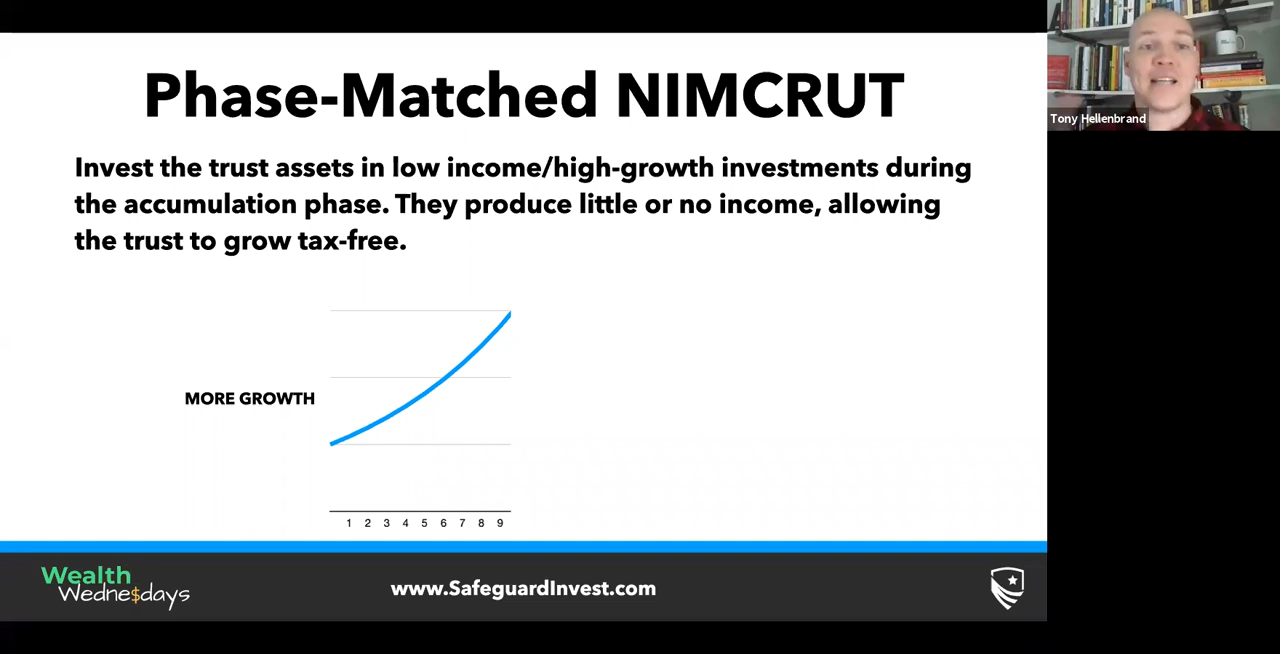 Phase-Matched NIMCRUT
Tony Hellenbrand
Invest the trust assets in low income/high-growth investments during
the accumulation phase. They produce little or no income, allowing
the trust to grow tax-free.
MORE GROWTH
1 2 3 4 5 6 7 8 9
Wealth
Wedne$days
www.SafeguardInvest.com